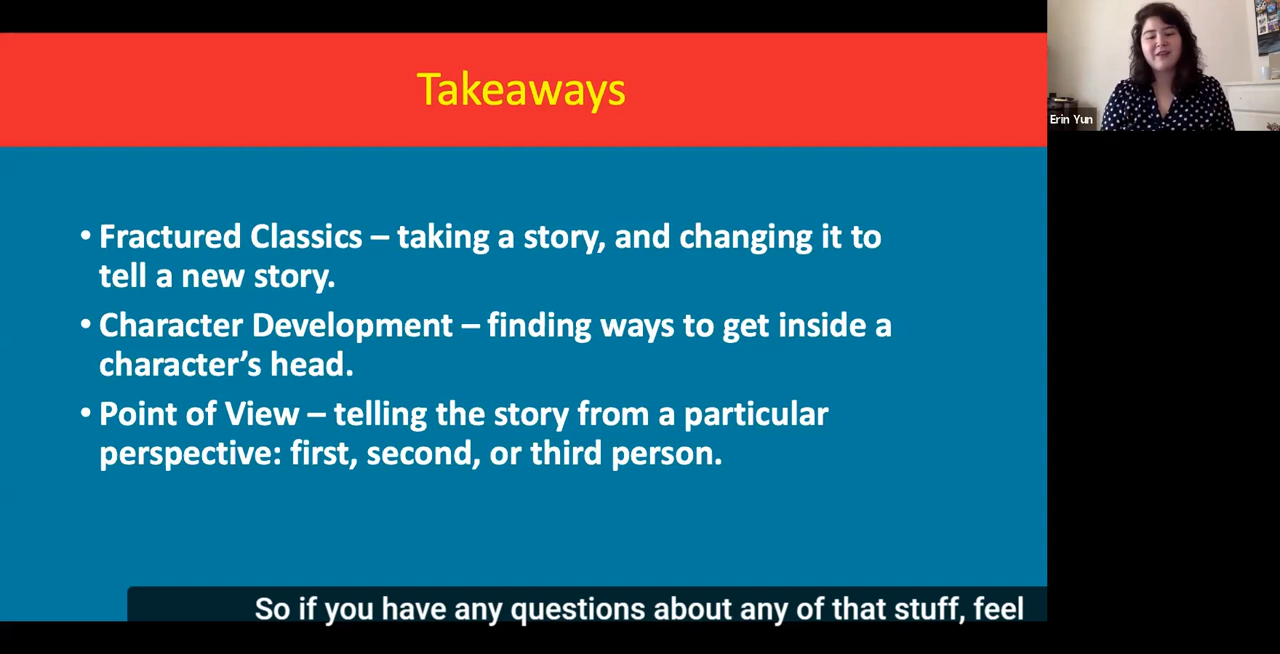 Takeaways
Erin Yun
• Fractured Classics – taking a story, and changing it to
tell a new story.
• Character Development – finding ways to get inside a
character’s head.
• Point of View – telling the story from a particular
perspective: first, second, or third person.
So if you have any questions about any of that stuff, feel